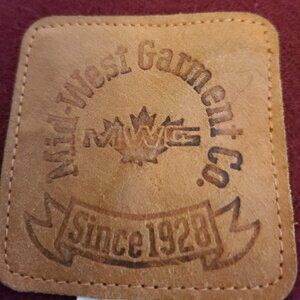 Mid-West Garment Co.
MWG
Since 1928